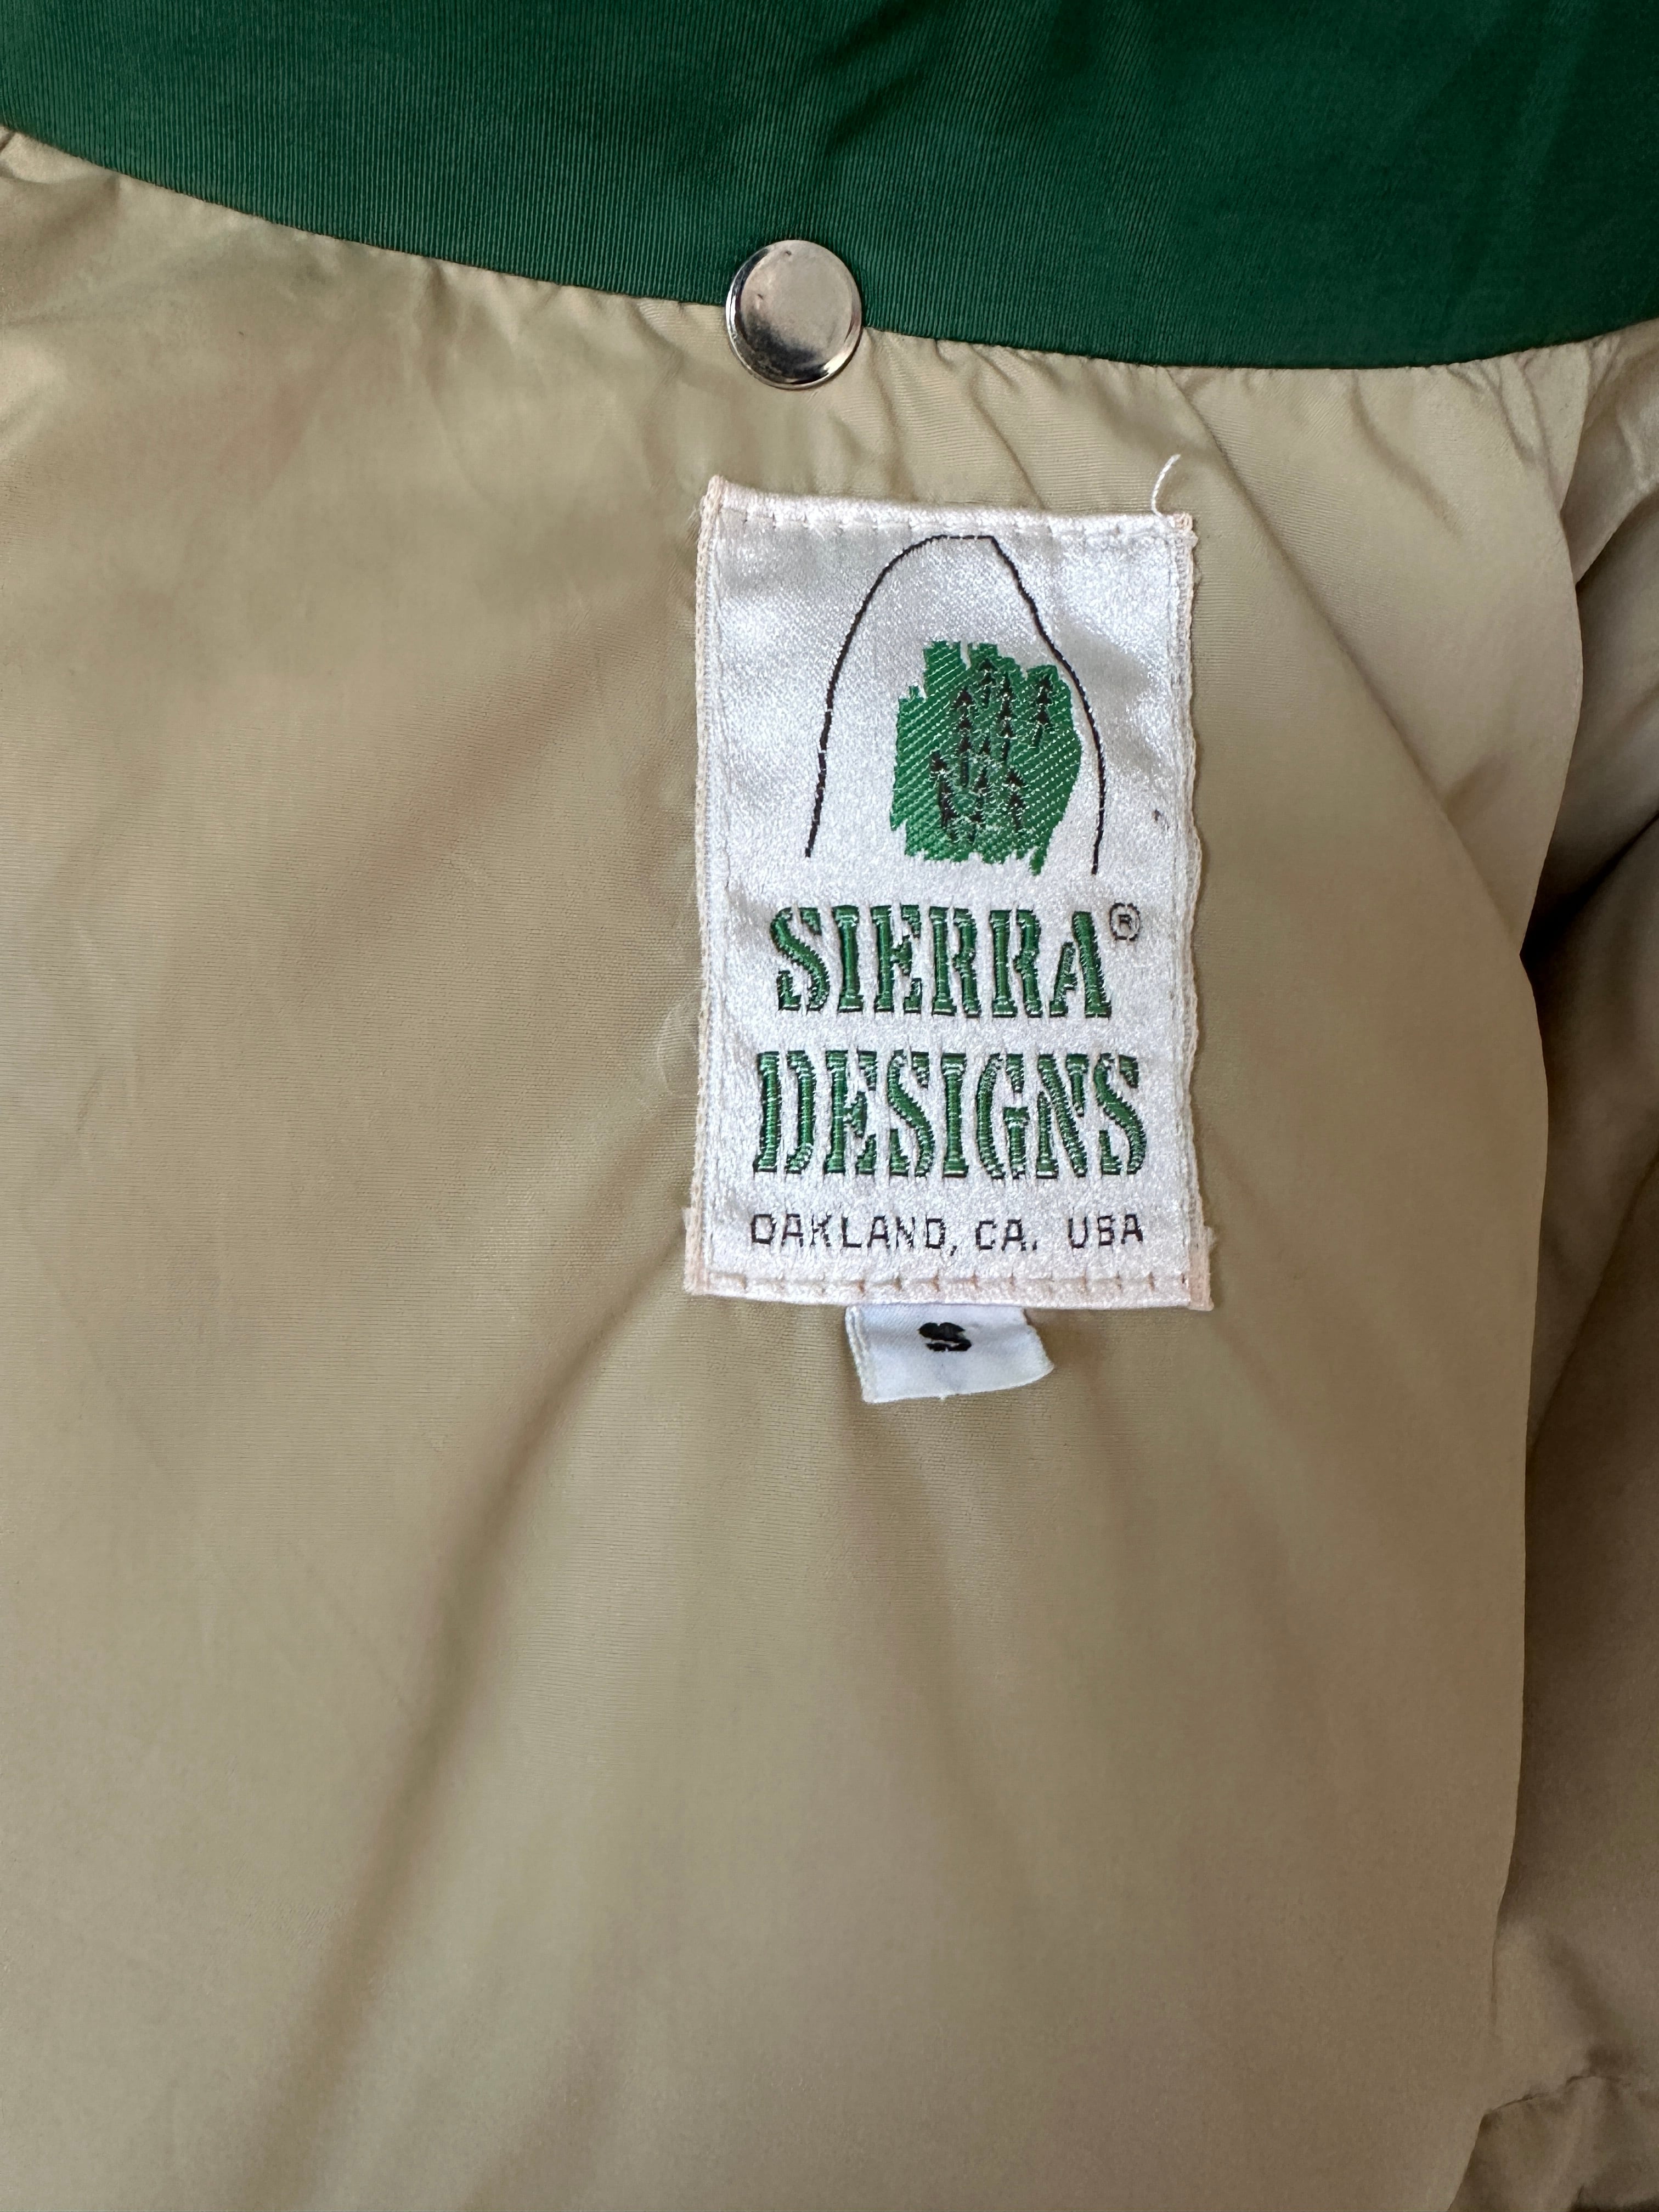 SIERRA®
DESIGNS
OAKLAND, CA. USA
S